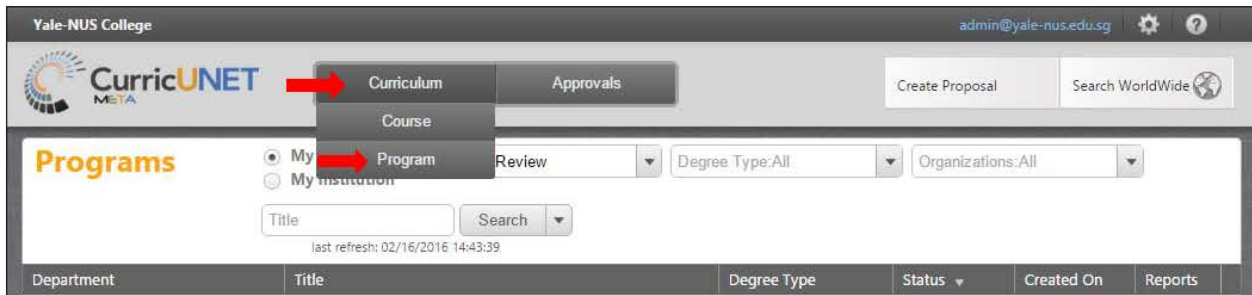 Yale-NUS College admin@yale-nus.edu.sg
CurricUNET
META
Curriculum Approvals
Create Proposal Search WorldWide
Course
Program
Programs
My Review Degree Type:All Organizations:All
My Institution
Title Search
last refresh: 02/16/2016 14:43:39
Department Title Degree Type Status Created On Reports